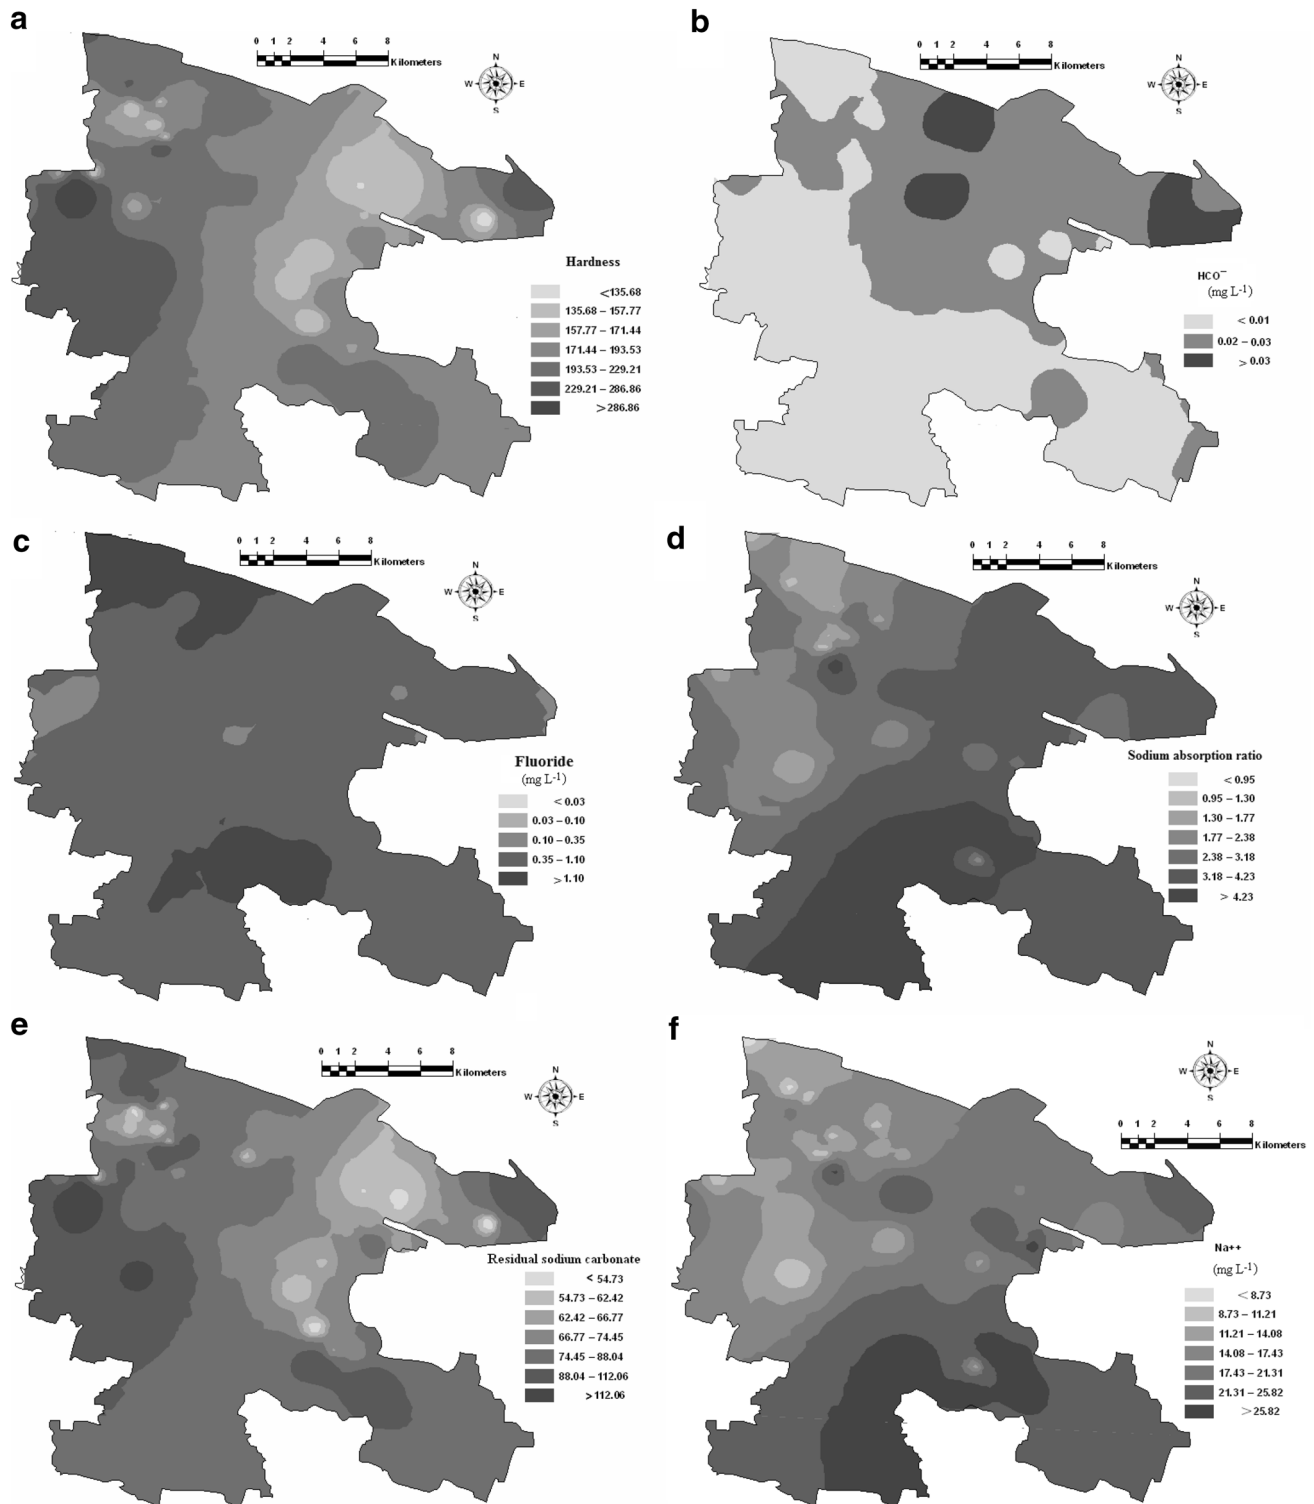 a
0 1 2 4 6 8
Kilometers
N
W E
S
Hardness
<135.68
135.68 – 157.77
157.77 – 171.44
171.44 – 193.53
193.53 – 229.21
229.21 – 286.86
>286.86
b
0 1 2 4 6 8
Kilometers
N
W E
S
HCO⁻
(mg L⁻¹)
< 0.01
0.02 – 0.03
> 0.03
c
0 1 2 4 6 8
Kilometers
N
W E
S
Fluoride
(mg L⁻¹)
< 0.03
0.03 – 0.10
0.10 – 0.35
0.35 – 1.10
> 1.10
d
0 1 2 4 6 8
Kilometers
N
W E
S
Sodium absorption ratio
< 0.95
0.95 – 1.30
1.30 – 1.77
1.77 – 2.38
2.38 – 3.18
3.18 – 4.23
> 4.23
e
0 1 2 4 6 8
Kilometers
N
W E
S
Residual sodium carbonate
< 54.73
54.73 – 62.42
62.42 – 66.77
66.77 – 74.45
74.45 – 88.04
88.04 – 112.06
>112.06
f
N
W E
S
0 1 2 4 6 8
Kilometers
Na++
(mg L⁻¹)
< 8.73
8.73 – 11.21
11.21 – 14.08
14.08 – 17.43
17.43 – 21.31
21.31 – 25.82
>25.82